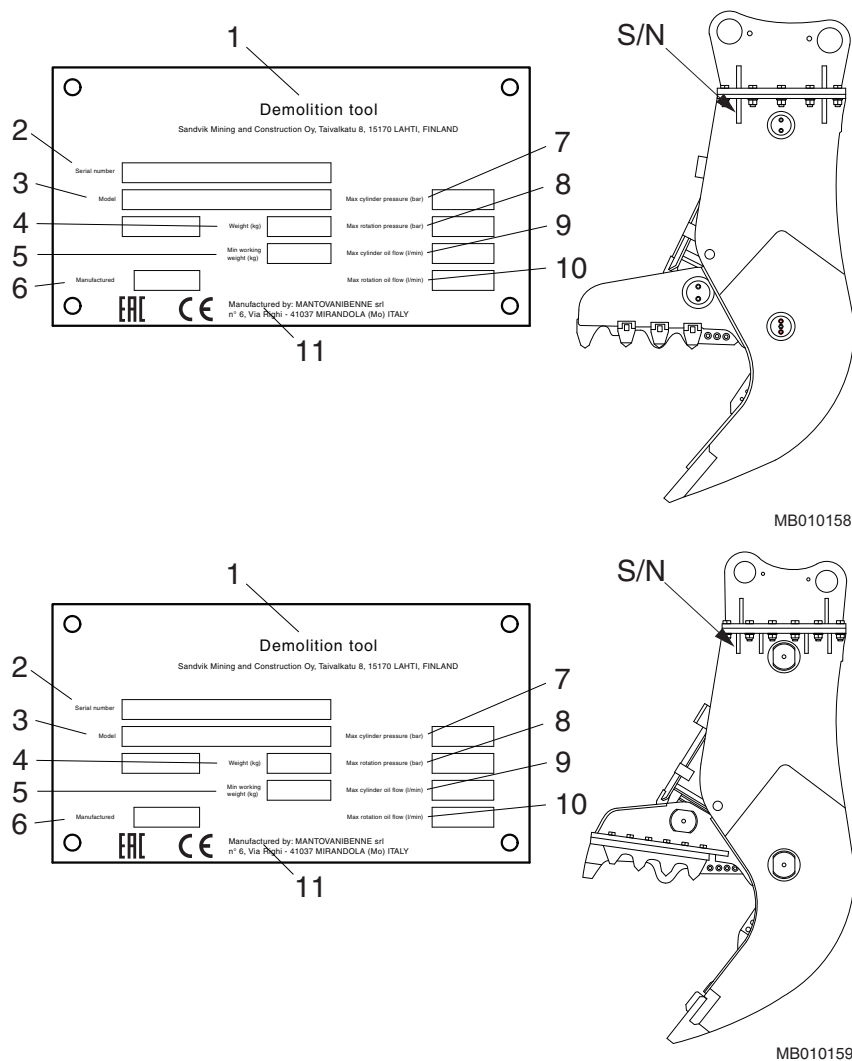 1
S/N
Demolition tool
Sandvik Mining and Construction Oy, Taivalkatu 8, 15170 LAHTI, FINLAND
2
Serial number
7
3
Model
Max cylinder pressure (bar)
8
4
Weight (kg)
Max rotation pressure (bar)
9
5
Min working
weight (kg)
Max cylinder oil flow (l/min)
10
6
Manufactured
Max rotation oil flow (l/min)
EAC CE
Manufactured by: MANTOVANIBENNE srl
n° 6, Via Righi - 41037 MIRANDOLA (Mo) ITALY
11
MB010158
1
S/N
Demolition tool
Sandvik Mining and Construction Oy, Taivalkatu 8, 15170 LAHTI, FINLAND
2
Serial number
7
3
Model
Max cylinder pressure (bar)
8
4
Weight (kg)
Max rotation pressure (bar)
9
5
Min working
weight (kg)
Max cylinder oil flow (l/min)
10
6
Manufactured
Max rotation oil flow (l/min)
EAC CE
Manufactured by: MANTOVANIBENNE srl
n° 6, Via Righi - 41037 MIRANDOLA (Mo) ITALY
11
MB010159